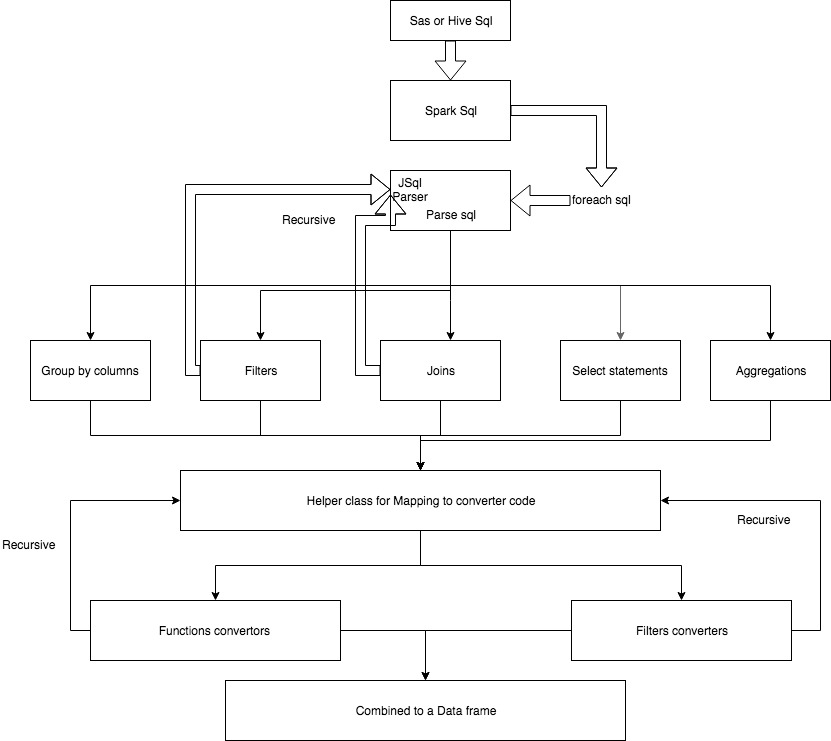 Sas or Hive Sql
Spark Sql
JSql
Parser
foreach sql
Parse sql
Recursive
Group by columns
Filters
Joins
Select statements
Aggregations
Helper class for Mapping to converter code
Recursive
Recursive
Functions convertors
Filters converters
Combined to a Data frame